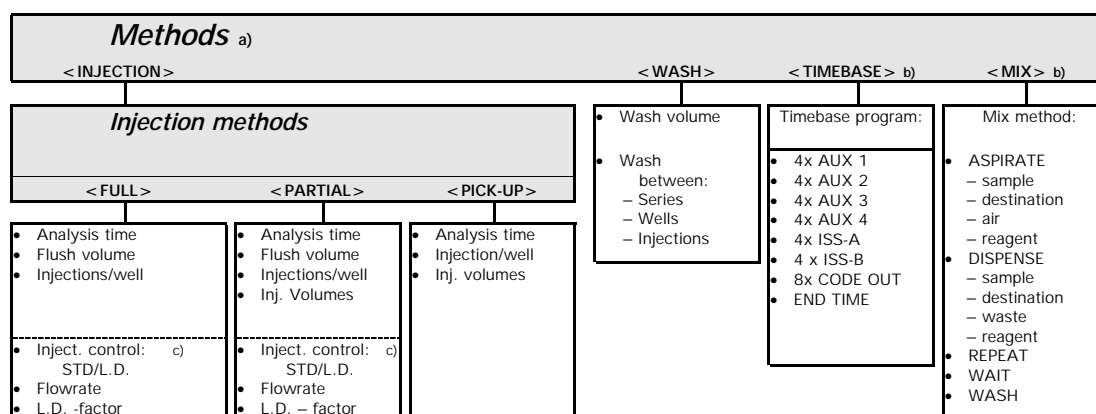 Methods a)
<INJECTION>
<WASH>
<TIMEBASE> b)
<MIX> b)
Injection methods
<FULL>
<PARTIAL>
<PICK-UP>
• Analysis time
• Flush volume
• Injections/well
• Inject. control: c)
STD/L.D.
• Flowrate
• L.D. -factor
• Analysis time
• Flush volume
• Injections/well
• Inj. Volumes
• Inject. control: c)
STD/L.D.
• Flowrate
• L.D. – factor
• Analysis time
• Injection/well
• Inj. volumes
• Wash volume
• Wash
between:
– Series
– Wells
– Injections
Timebase program:
• 4x AUX 1
• 4x AUX 2
• 4x AUX 3
• 4x AUX 4
• 4x ISS-A
• 4 x ISS-B
• 8x CODE OUT
• END TIME
Mix method:
• ASPIRATE
– sample
– destination
– air
– reagent
• DISPENSE
– sample
– destination
– waste
– reagent
• REPEAT
• WAIT
• WASH